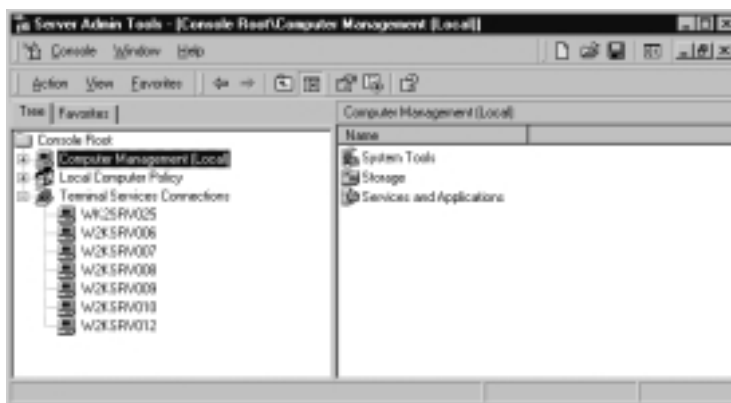 Server Admin Tools - [Console Root\Computer Management (Local)]
Console Window Help
Action View Favorites
Tree Favorites
Computer Management (Local)
Console Root
Computer Management (Local)
Local Computer Policy
Terminal Services Connections
WK2SRV025
W2KSRV006
W2KSRV007
W2KSRV008
W2KSRV009
W2KSRV010
W2KSRV012
Name
System Tools
Storage
Services and Applications